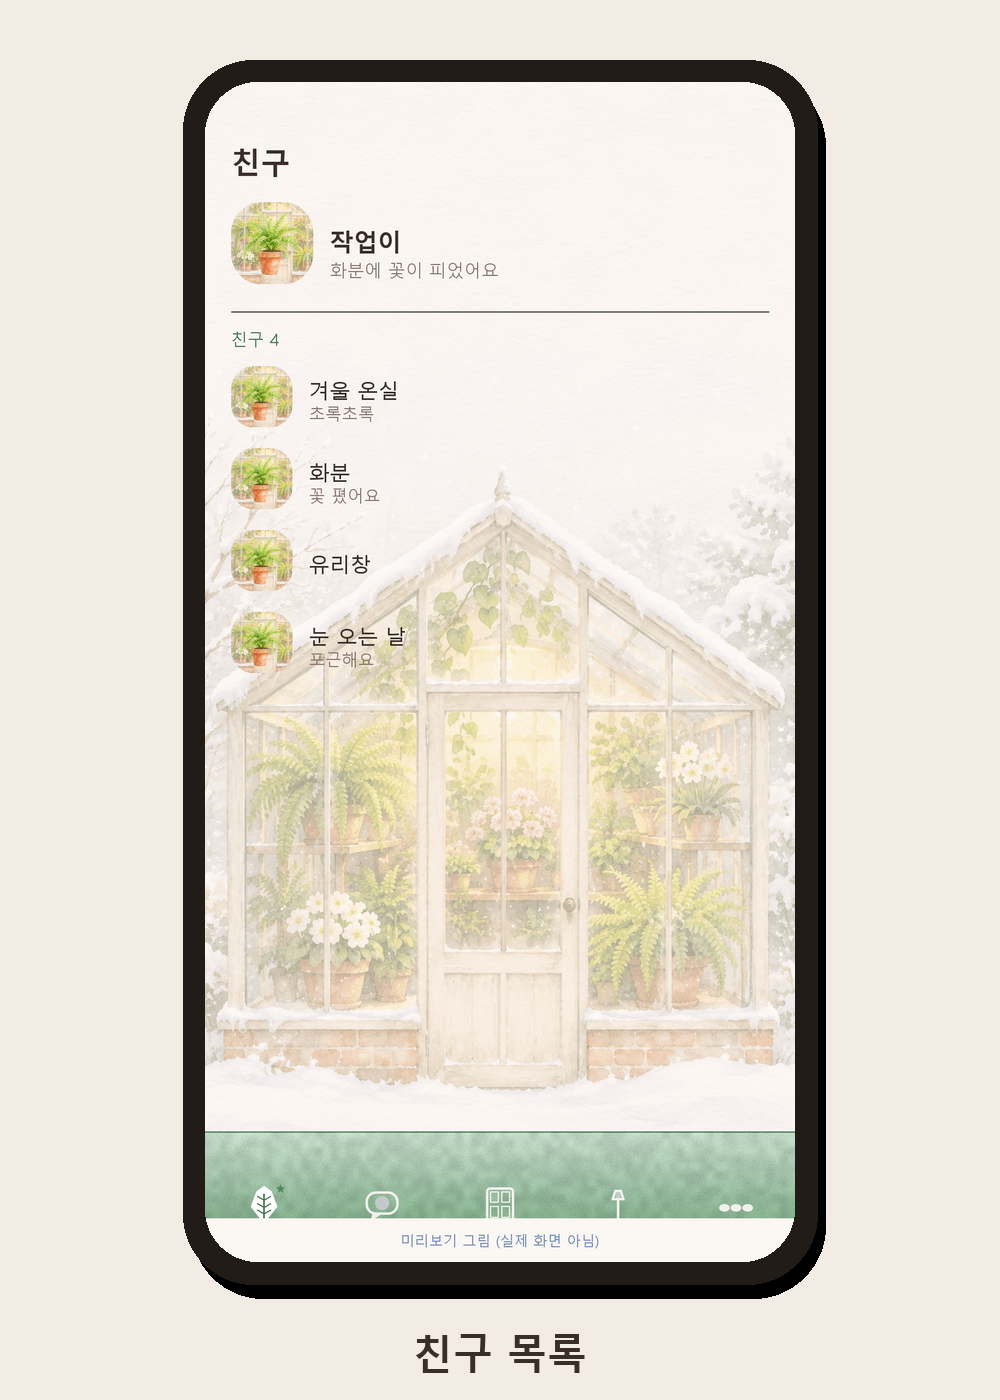 친구
작업이
화분에 꽃이 피었어요
친구 4
겨울 온실
초록초록
화분
꽃 폈어요
유리창
눈 오는 날
포근해요
미리보기 그림 (실제 화면 아님)
친구 목록